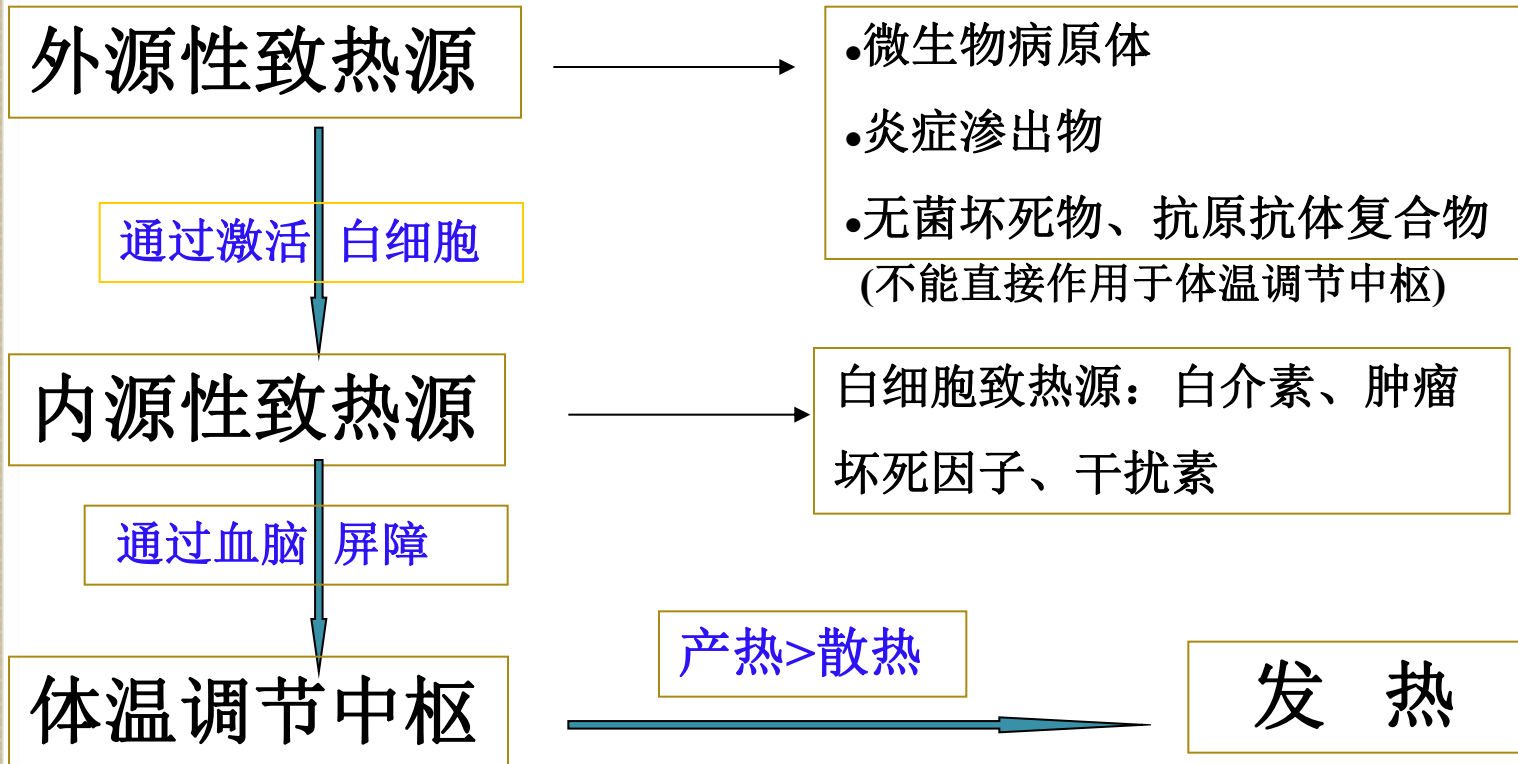 外源性致热源
•微生物病原体
•炎症渗出物
•无菌坏死物、抗原抗体复合物
(不能直接作用于体温调节中枢)
通过激活 白细胞
内源性致热源
白细胞致热源：白介素、肿瘤
坏死因子、干扰素
通过血脑 屏障
体温调节中枢
产热>散热
发 热